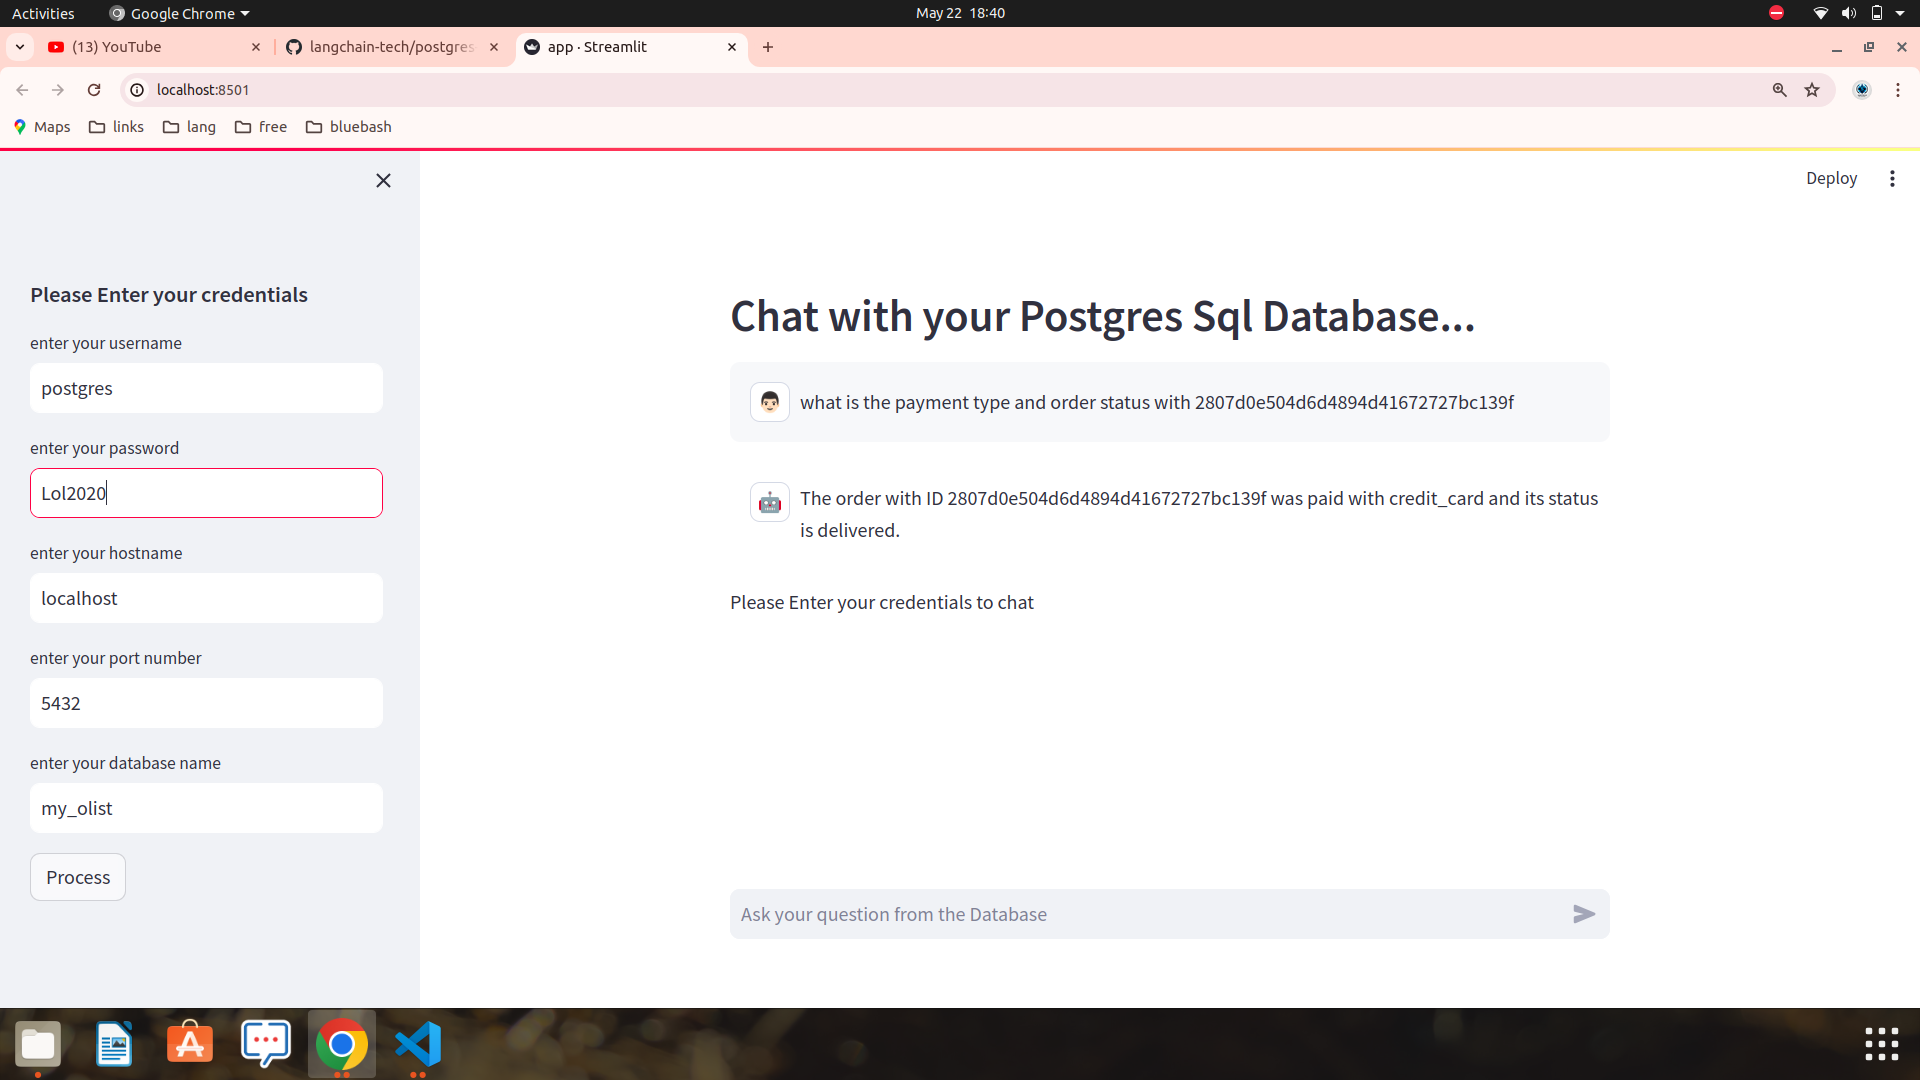 Activities
Google Chrome
May 22 18:40
(13) YouTube
langchain-tech/postgres
app · Streamlit
localhost:8501
Maps
links
lang
free
bluebash
Deploy
Please Enter your credentials
enter your username
postgres
enter your password
Lol2020
enter your hostname
localhost
enter your port number
5432
enter your database name
my_olist
Process
Chat with your Postgres Sql Database...
what is the payment type and order status with 2807d0e504d6d4894d41672727bc139f
The order with ID 2807d0e504d6d4894d41672727bc139f was paid with credit_card and its status
is delivered.
Please Enter your credentials to chat
Ask your question from the Database